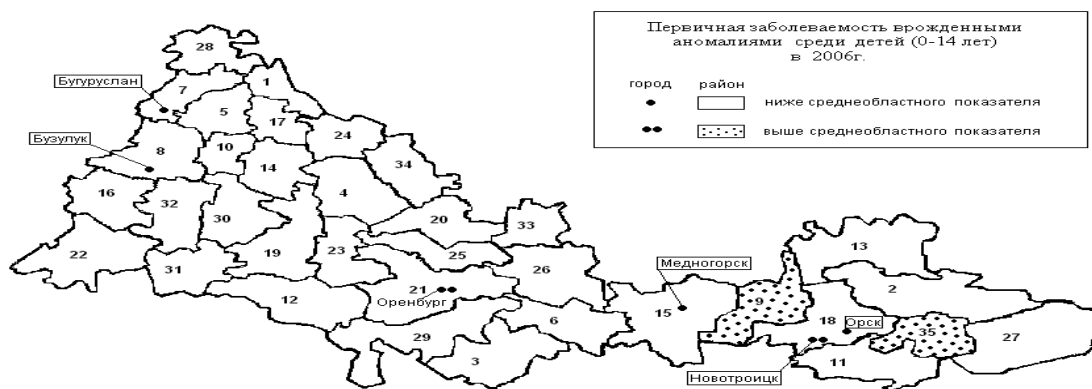 Первичная заболеваемость врожденными
аномалиями среди детей (0-14 лет)
в 2006г.
город район
ниже среднеобластного показателя
выше среднеобластного показателя
28
Бугуруслан
7
1
5
17
24
Бузулук
8
10
14
34
16
32
4
30
20
33
22
31
19
23
25
26
13
12
21
Оренбург
Медногорск
2
15
9
6
18
Орск
35
27
29
3
11
Новотроицк